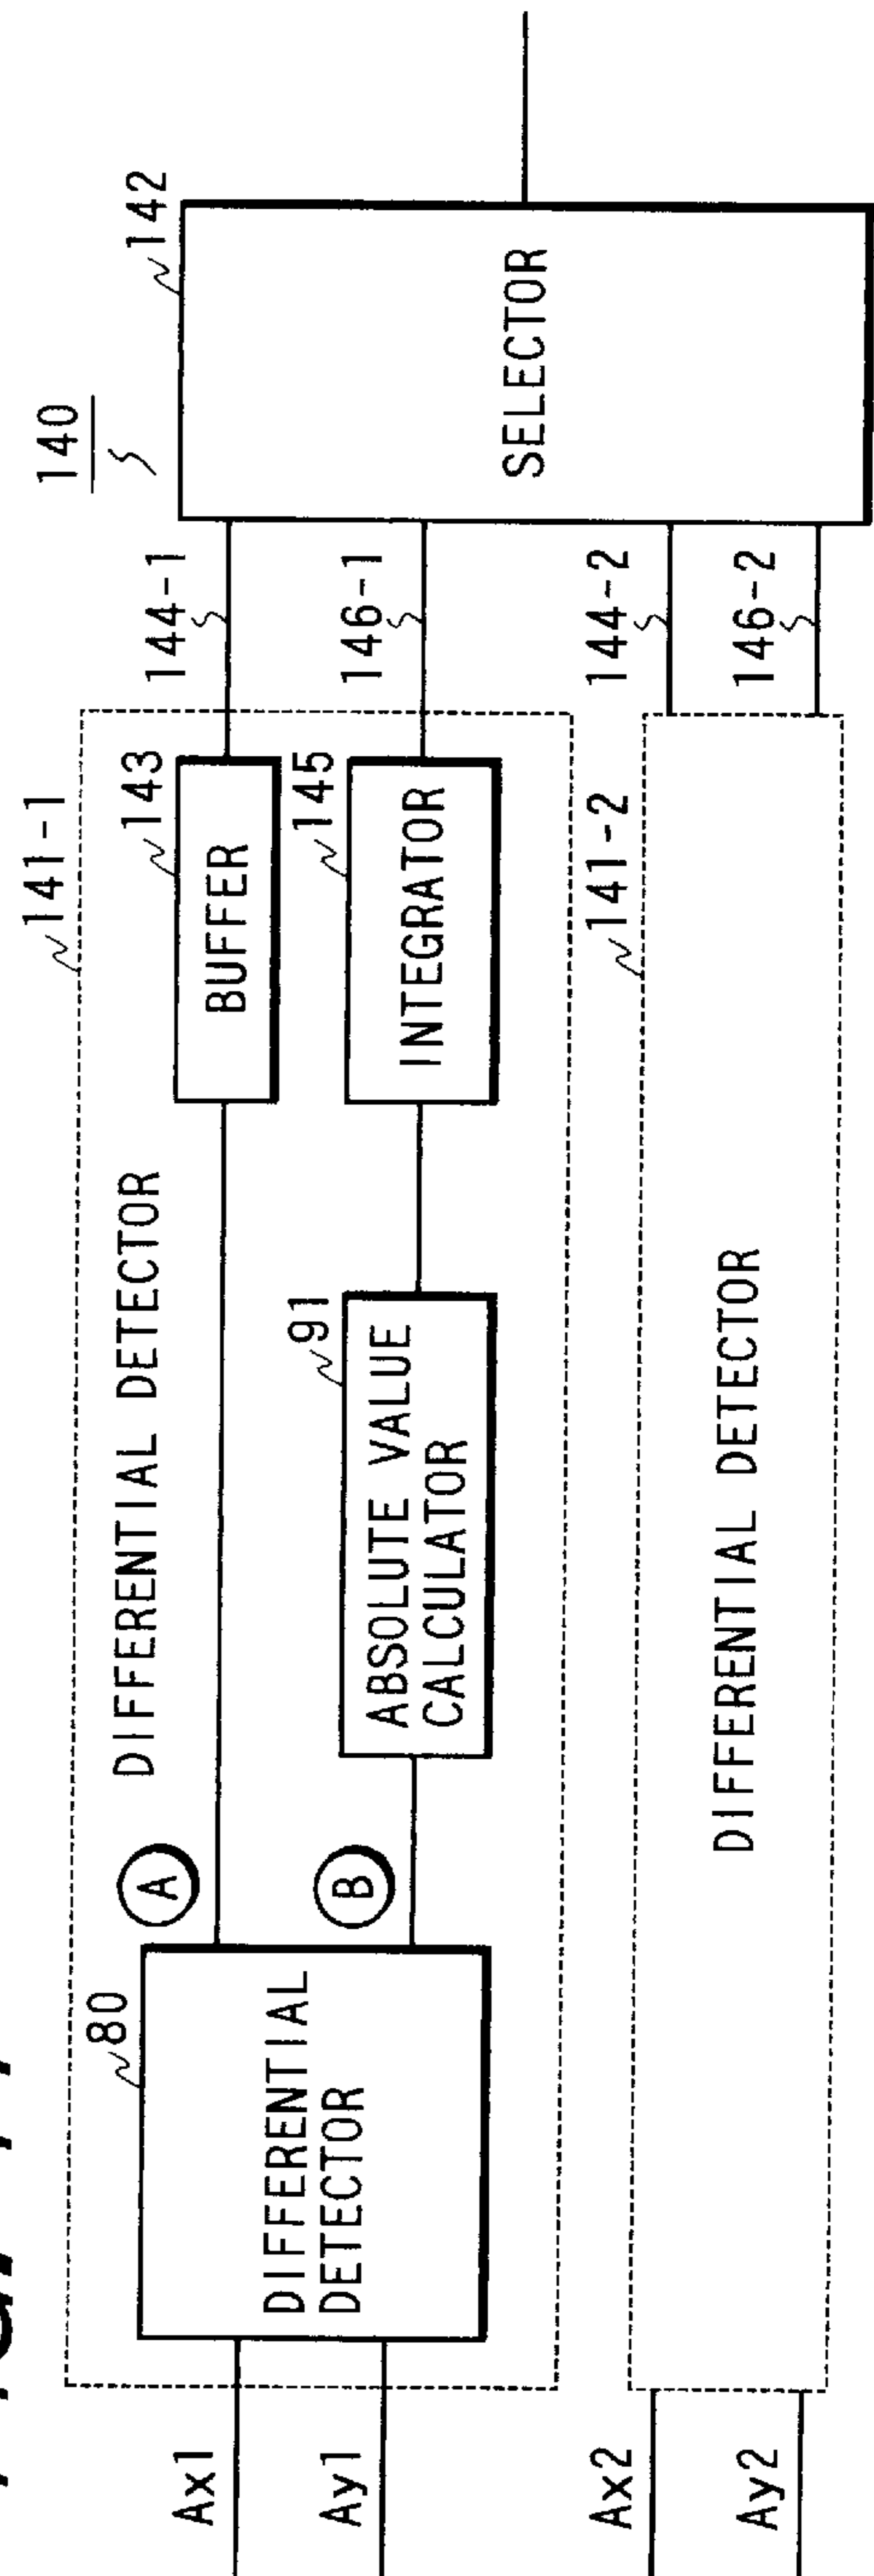 140
141-1
DIFFERENTIAL DETECTOR
Ax1
Ay1
80
DIFFERENTIAL
DETECTOR
A
B
91
ABSOLUTE VALUE
CALCULATOR
143
BUFFER
145
INTEGRATOR
144-1
146-1
142
SELECTOR
141-2
DIFFERENTIAL DETECTOR
Ax2
Ay2
144-2
146-2